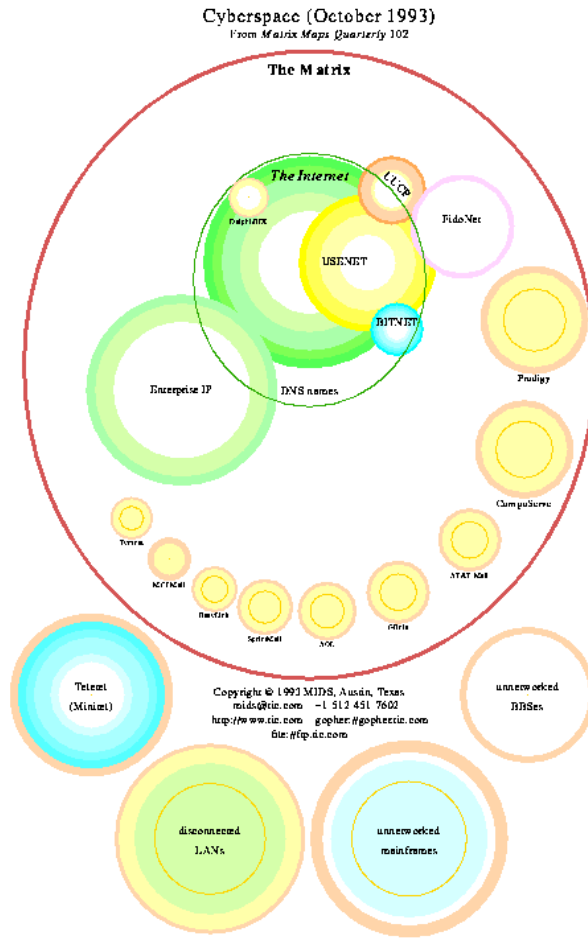 Cyberspace (October 1993)
From Matrix Maps Quarterly 102
The Matrix
The Internet
UUCP
FidoNet
USENET
BITNET
Enterprise IP
DNS names
Prodigy
CompuServe
AT&T Mail
MCI Mail
SprintMail
AOL
GEnie
Teletel
(Minitel)
Copyright © 1993 MIDS, Austin, Texas
mids@tic.com +1 512 451 7602
http://www.tic.com gopher://gopher.tic.com
file://ftp.tic.com
unnetworked
BBSes
disconnected
LANs
unnetworked
mainframes